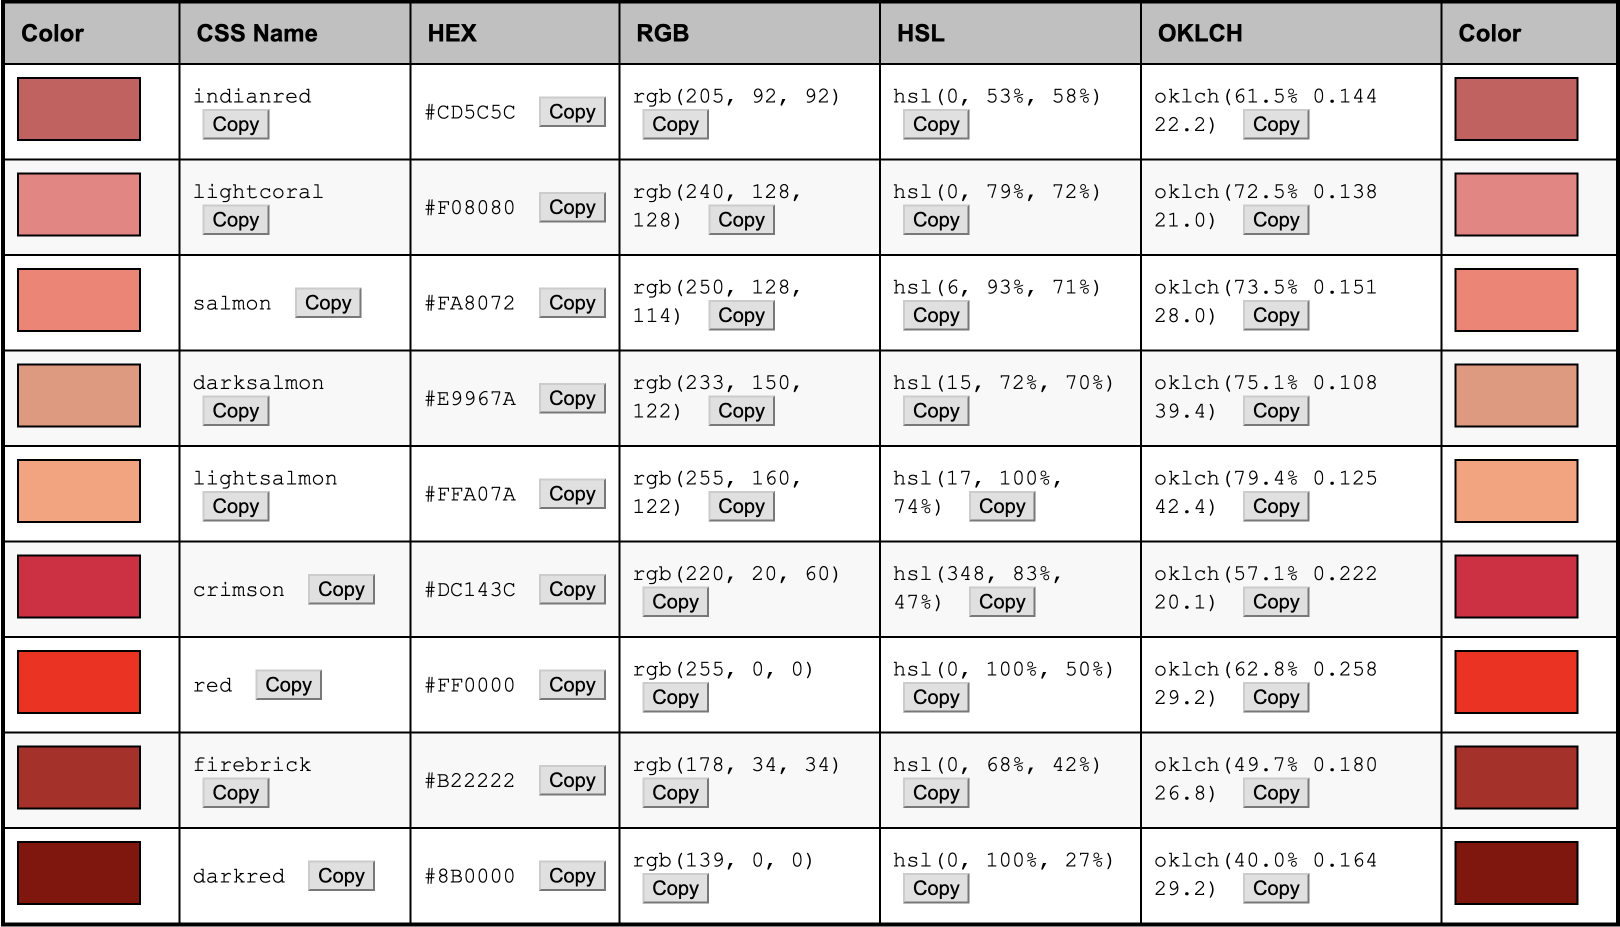 Color CSS Name HEX RGB HSL OKLCH Color
indianred
Copy
#CD5C5C Copy
rgb(205, 92, 92)
Copy
hsl(0, 53%, 58%)
Copy
oklch(61.5% 0.144
22.2) Copy
lightcoral
Copy
#F08080 Copy
rgb(240, 128,
128) Copy
hsl(0, 79%, 72%)
Copy
oklch(72.5% 0.138
21.0) Copy
salmon Copy
#FA8072 Copy
rgb(250, 128,
114) Copy
hsl(6, 93%, 71%)
Copy
oklch(73.5% 0.151
28.0) Copy
darksalmon
Copy
#E9967A Copy
rgb(233, 150,
122) Copy
hsl(15, 72%, 70%)
Copy
oklch(75.1% 0.108
39.4) Copy
lightsalmon
Copy
#FFA07A Copy
rgb(255, 160,
122) Copy
hsl(17, 100%,
74%) Copy
oklch(79.4% 0.125
42.4) Copy
crimson Copy
#DC143C Copy
rgb(220, 20, 60)
Copy
hsl(348, 83%,
47%) Copy
oklch(57.1% 0.222
20.1) Copy
red Copy
#FF0000 Copy
rgb(255, 0, 0)
Copy
hsl(0, 100%, 50%)
Copy
oklch(62.8% 0.258
29.2) Copy
firebrick
Copy
#B22222 Copy
rgb(178, 34, 34)
Copy
hsl(0, 68%, 42%)
Copy
oklch(49.7% 0.180
26.8) Copy
darkred Copy
#8B0000 Copy
rgb(139, 0, 0)
Copy
hsl(0, 100%, 27%)
Copy
oklch(40.0% 0.164
29.2) Copy